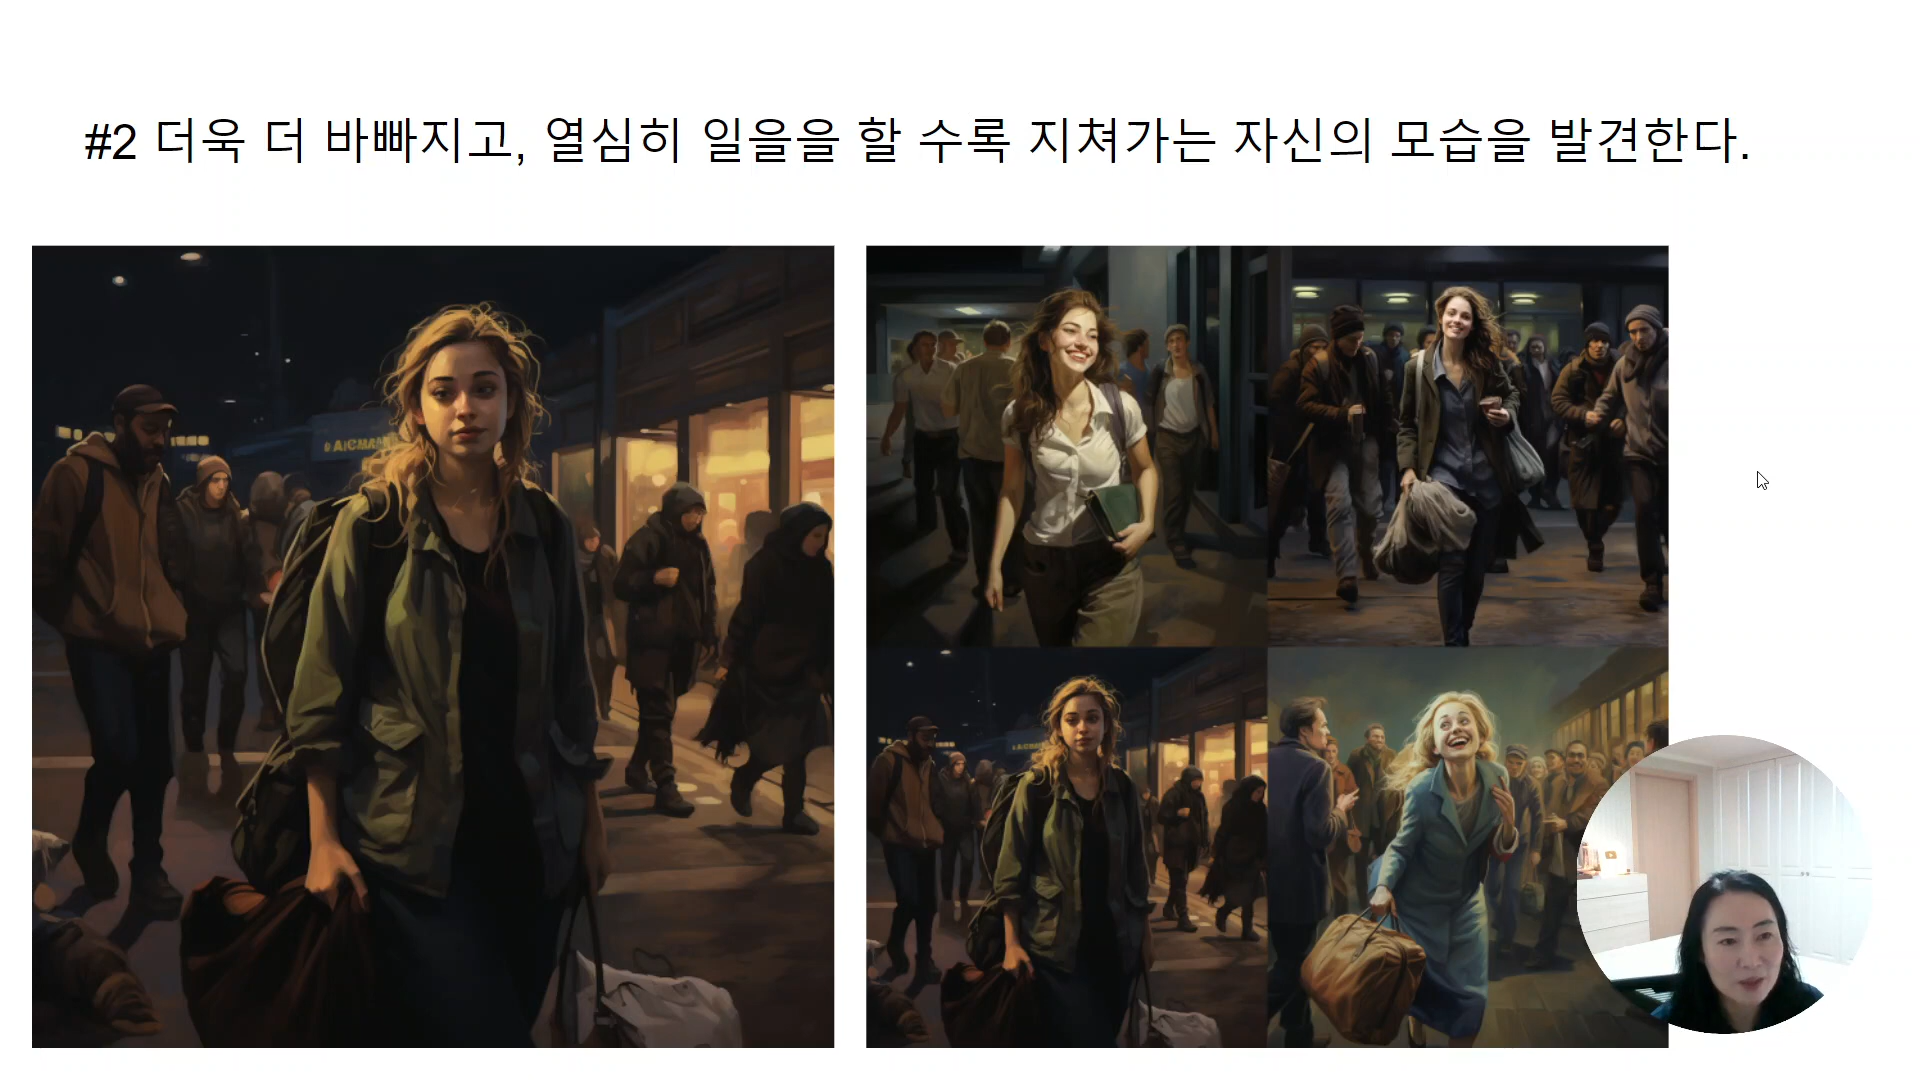 #2 더욱 더 바빠지고, 열심히 일을을 할 수록 지쳐가는 자신의 모습을 발견한다.